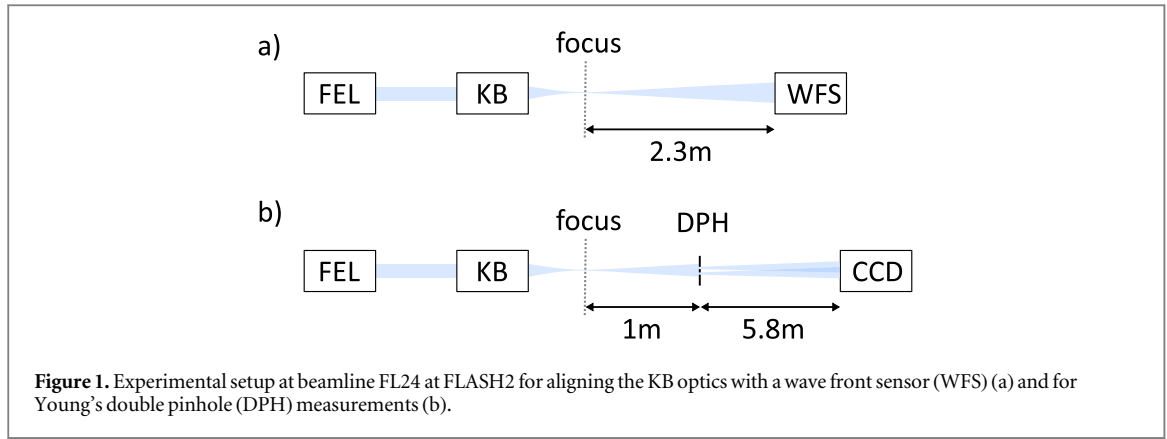 a)
focus
FEL
KB
WFS
2.3m
b)
focus
DPH
FEL
KB
CCD
1m
5.8m
Figure 1. Experimental setup at beamline FL24 at FLASH2 for aligning the KB optics with a wave front sensor (WFS) (a) and for
Young's double pinhole (DPH) measurements (b).